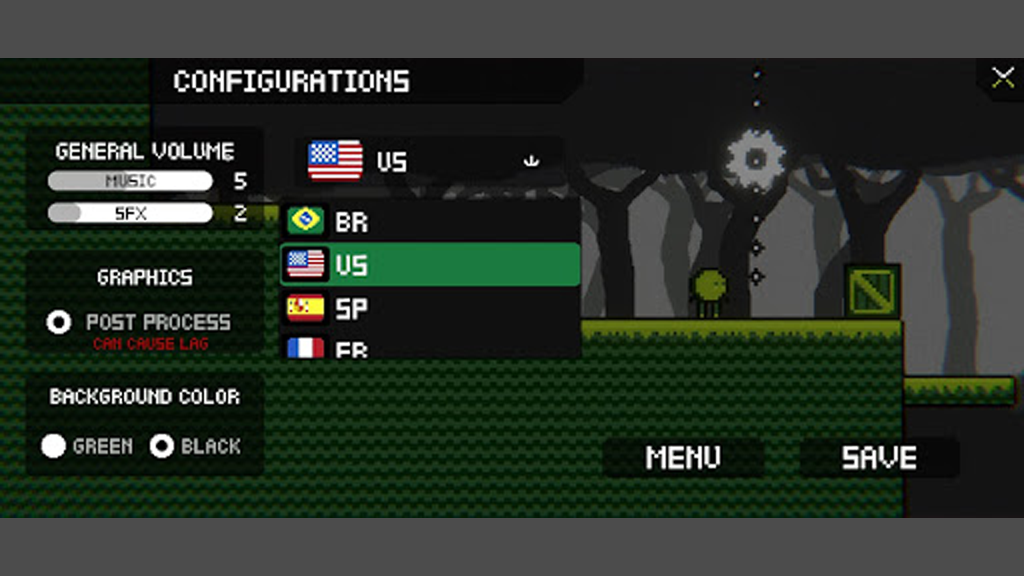 CONFIGURATIONS
GENERAL VOLUME
MUSIC 5
SFX 2
GRAPHICS
POST PROCESS
CAN CAUSE LAG
BACKGROUND COLOR
GREEN BLACK
US
BR
US
SP
FR
MENU
SAVE